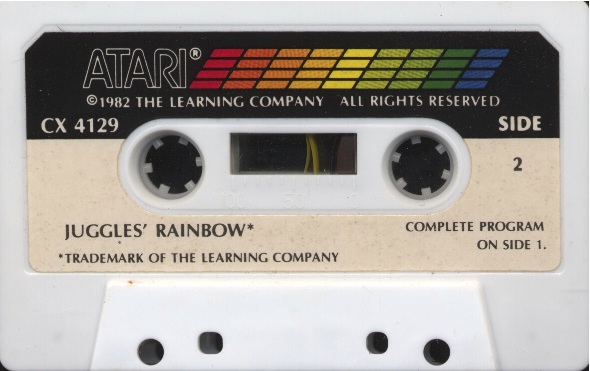 ATARI®
©1982 THE LEARNING COMPANY ALL RIGHTS RESERVED
CX 4129 SIDE
2
JUGGLES' RAINBOW*
COMPLETE PROGRAM
ON SIDE 1.
*TRADEMARK OF THE LEARNING COMPANY